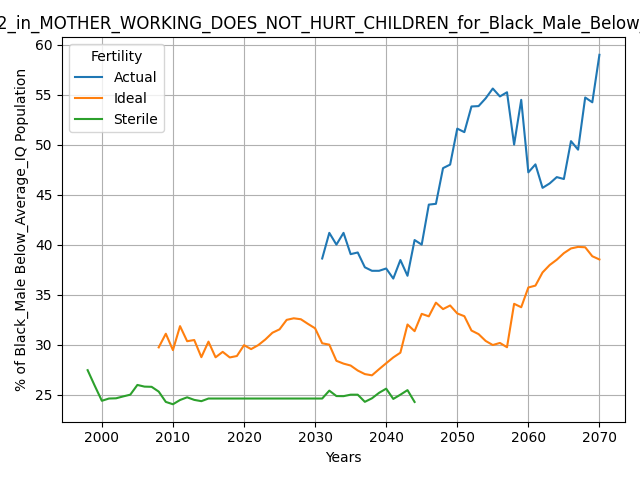 2_in_MOTHER_WORKING_DOES_NOT_HURT_CHILDREN_for_Black_Male_Below_
% of Black_Male Below_Average_IQ Population
60
55
50
45
40
35
30
25
Fertility
Actual
Ideal
Sterile
2000
2010
2020
2030
2040
2050
2060
2070
Years